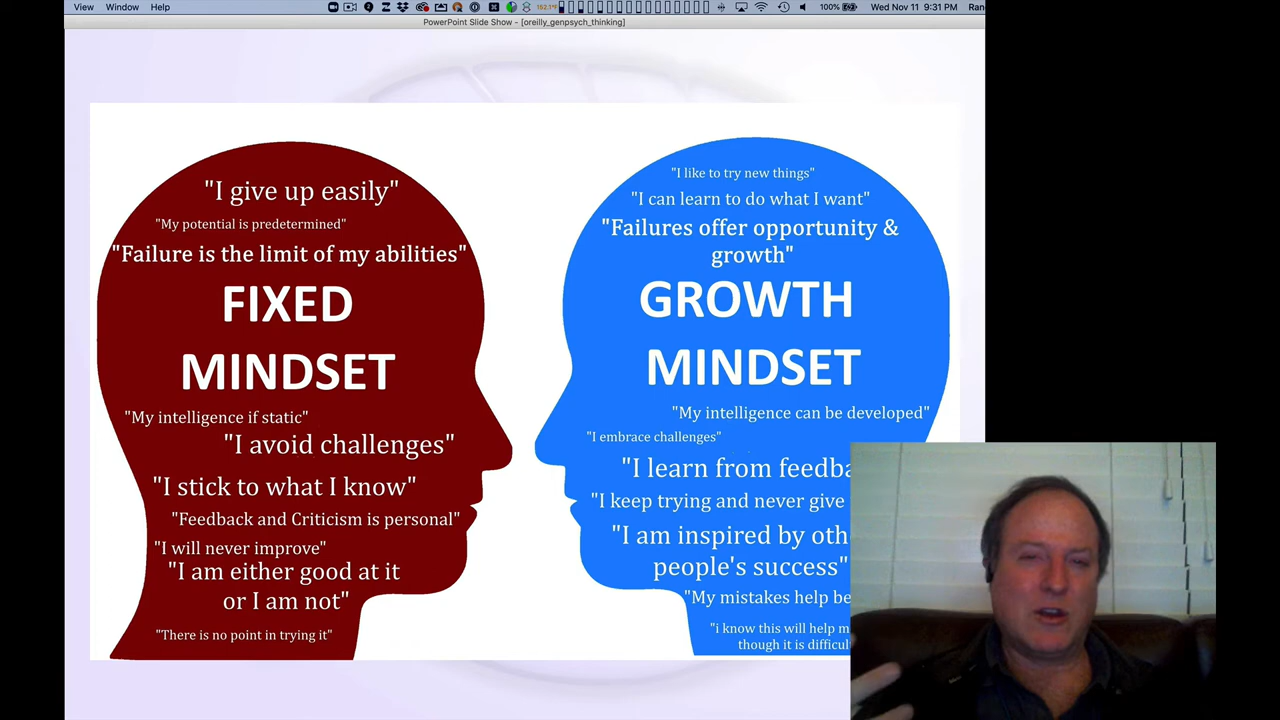 View Window Help 152.1°F 100% Wed Nov 11 9:31 PM Ran
PowerPoint Slide Show - [oreilly_genpsych_thinking]
"I give up easily"
"My potential is predetermined"
"Failure is the limit of my abilities"
FIXED
MINDSET
"My intelligence if static"
"I avoid challenges"
"I stick to what I know"
"Feedback and Criticism is personal"
"I will never improve"
"I am either good at it
or I am not"
"There is no point in trying it"
"I like to try new things"
"I can learn to do what I want"
"Failures offer opportunity &
growth"
GROWTH
MINDSET
"My intelligence can be developed"
"I embrace challenges"
"I learn from feedba
"I keep trying and never give
"I am inspired by oth
people's success"
"My mistakes help be
"i know this will help m
though it is difficul